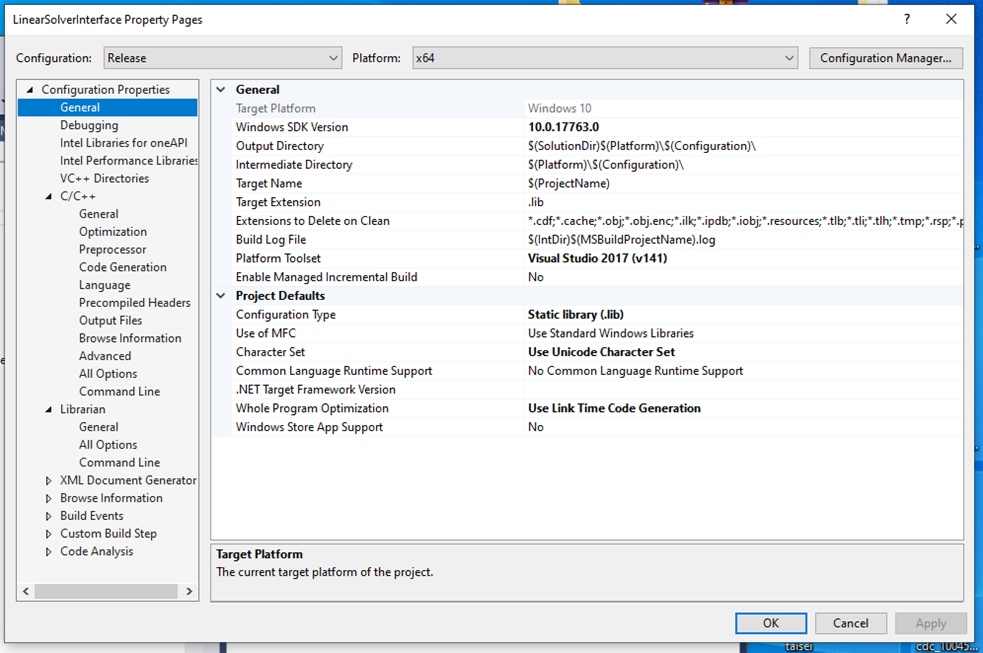 LinearSolverInterface Property Pages
?
Configuration: Release Platform: x64 Configuration Manager...
Configuration Properties
General
Debugging
Intel Libraries for oneAPI
Intel Performance Libraries
VC++ Directories
C/C++
General
Optimization
Preprocessor
Code Generation
Language
Precompiled Headers
Output Files
Browse Information
Advanced
All Options
Command Line
Librarian
General
All Options
Command Line
XML Document Generator
Browse Information
Build Events
Custom Build Step
Code Analysis
General
Target Platform Windows 10
Windows SDK Version 10.0.17763.0
Output Directory $(SolutionDir)$(Platform)\$(Configuration)\
Intermediate Directory $(Platform)\$(Configuration)\
Target Name $(ProjectName)
Target Extension .lib
Extensions to Delete on Clean *.cdf;*.cache;*.obj;*.obj.enc;*.ilk;*.ipdb;*.iobj;*.resources;*.tlb;*.tli;*.tlh;*.tmp;*.rsp;*.p
Build Log File $(IntDir)$(MSBuildProjectName).log
Platform Toolset Visual Studio 2017 (v141)
Enable Managed Incremental Build No
Project Defaults
Configuration Type Static library (.lib)
Use of MFC Use Standard Windows Libraries
Character Set Use Unicode Character Set
Common Language Runtime Support No Common Language Runtime Support
.NET Target Framework Version
Whole Program Optimization Use Link Time Code Generation
Windows Store App Support No
Target Platform
The current target platform of the project.
OK Cancel Apply
taisei cdc_10045...